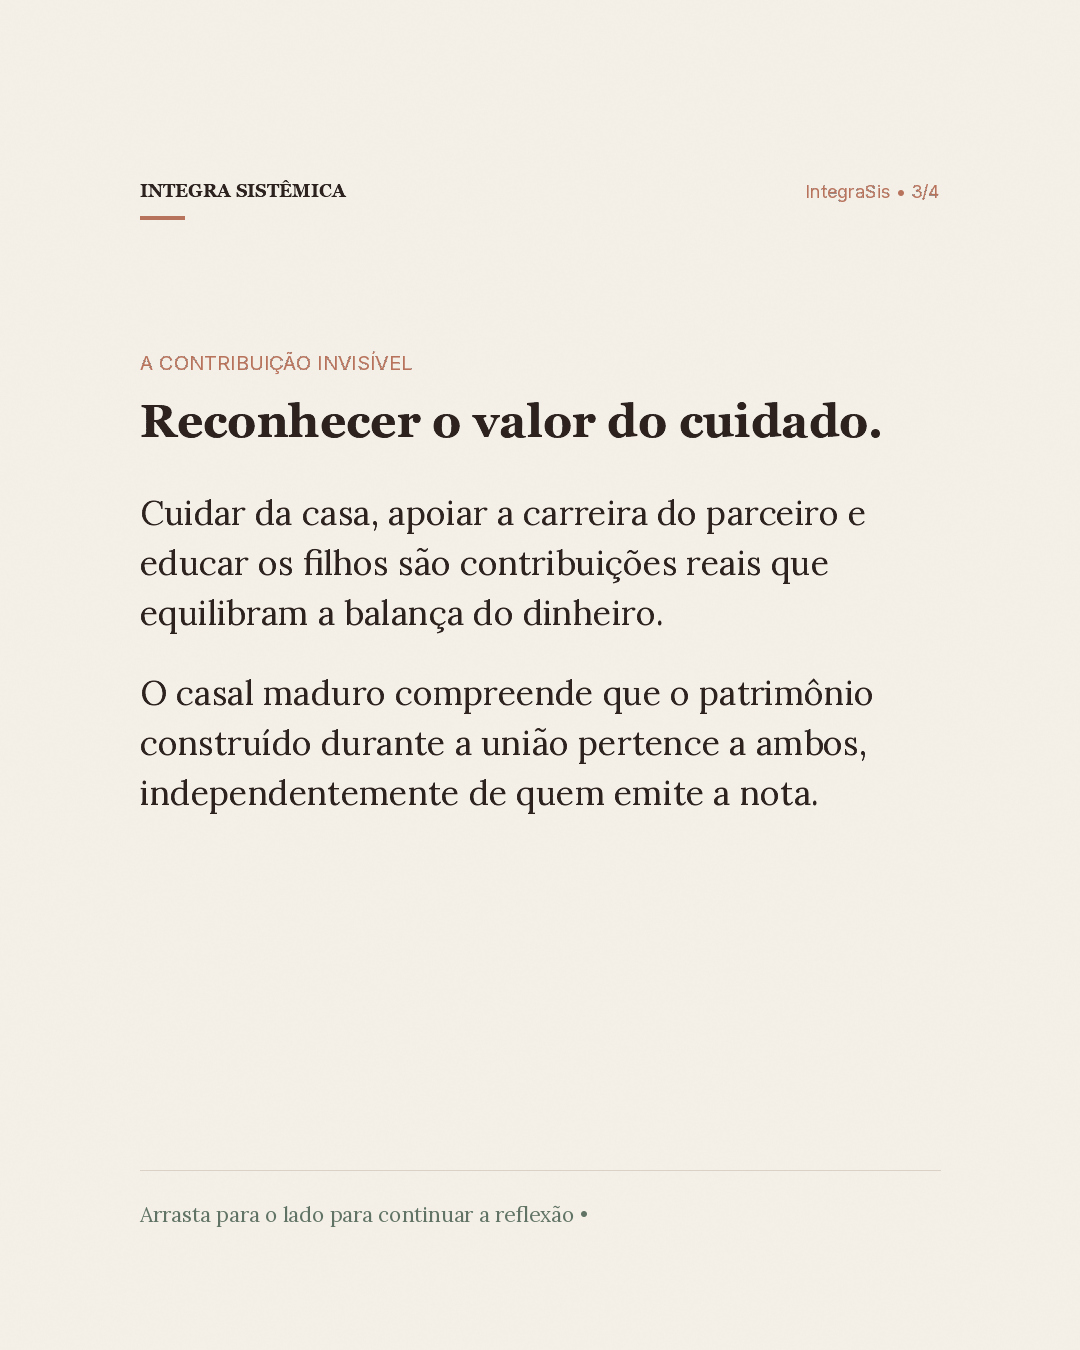 INTEGRA SISTÊMICA
IntegraSis • 3/4
A CONTRIBUIÇÃO INVISÍVEL
Reconhecer o valor do cuidado.
Cuidar da casa, apoiar a carreira do parceiro e
educar os filhos são contribuições reais que
equilibram a balança do dinheiro.
O casal maduro compreende que o patrimônio
construído durante a união pertence a ambos,
independentemente de quem emite a nota.
Arrasta para o lado para continuar a reflexão •